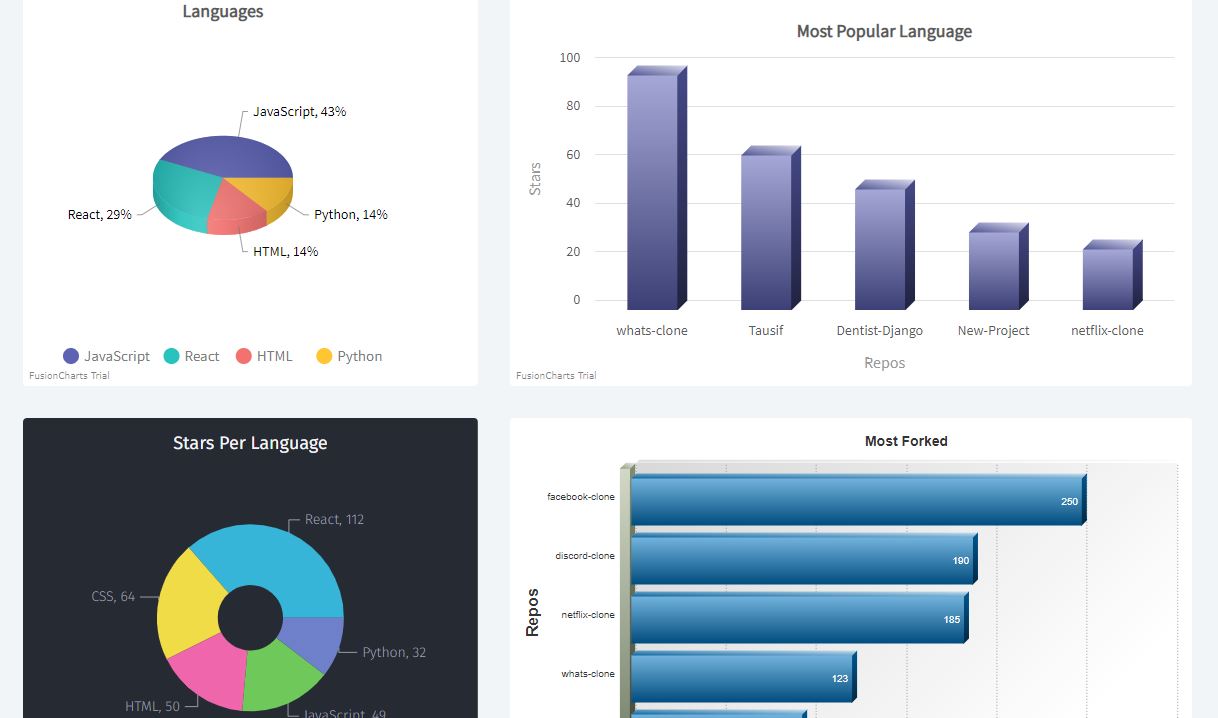 Languages
JavaScript, 43%
React, 29%
Python, 14%
HTML, 14%
JavaScript
React
HTML
Python
FusionCharts Trial
Most Popular Language
100
80
60
40
20
0
Stars
whats-clone
Tausif
Dentist-Django
New-Project
netflix-clone
Repos
FusionCharts Trial
Stars Per Language
React, 112
CSS, 64
Python, 32
HTML, 50
JavaScript, 49
Most Forked
Repos
facebook-clone
250
discord-clone
190
netflix-clone
185
whats-clone
123